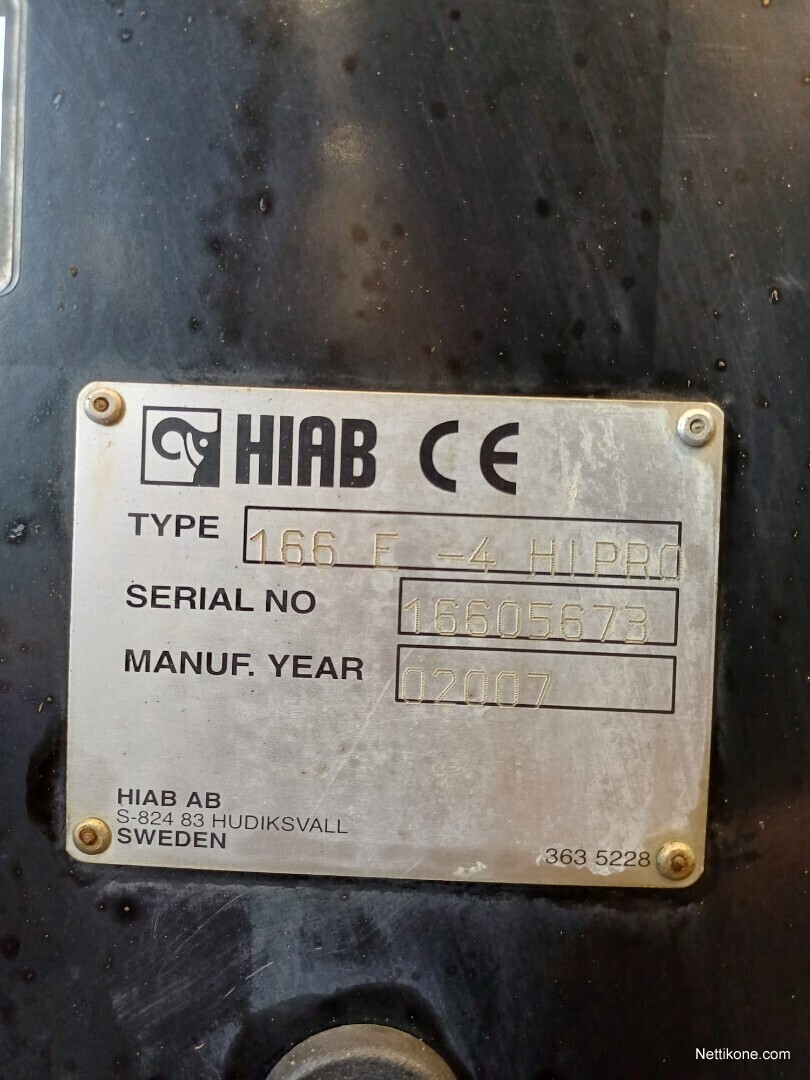 HIAB CE
TYPE 166 E -4 HIPRO
SERIAL NO 16605673
MANUF. YEAR 02007
HIAB AB
S-824 83 HUDIKSVALL
SWEDEN
363 5228
Nettikone.com